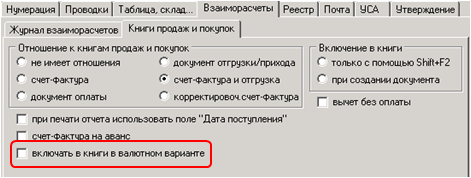 Нумерация Проводки Таблица, склад... Взаиморасчеты Реестр Почта УСА Утверждение
Журнал взаиморасчетов Книги продаж и покупок
Отношение к книгам продаж и покупок
не имеет отношения
документ отгрузки/прихода
счет-фактура
счет-фактура и отгрузка
документ оплаты
корректировоч.счет-фактура
Включение в книги
только с помощью Shift+F2
при создании документа
вычет без оплаты
при печати отчета использовать поле "Дата поступления"
счет-фактура на аванс
включать в книги в валютном варианте